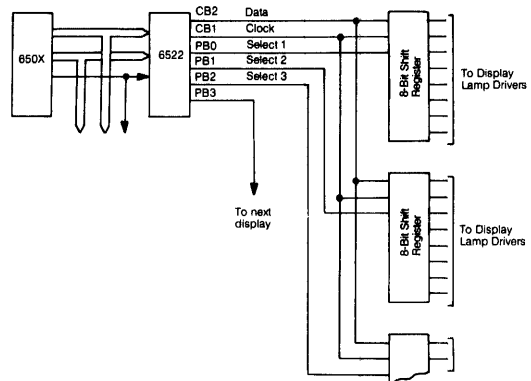 CB2 Data
CB1 Clock
PB0 Select 1
PB1 Select 2
PB2 Select 3
PB3
650X
6522
8-Bit Shift
Register
To Display
Lamp Drivers
To next
display
8-Bit Shift
Register
To Display
Lamp Drivers